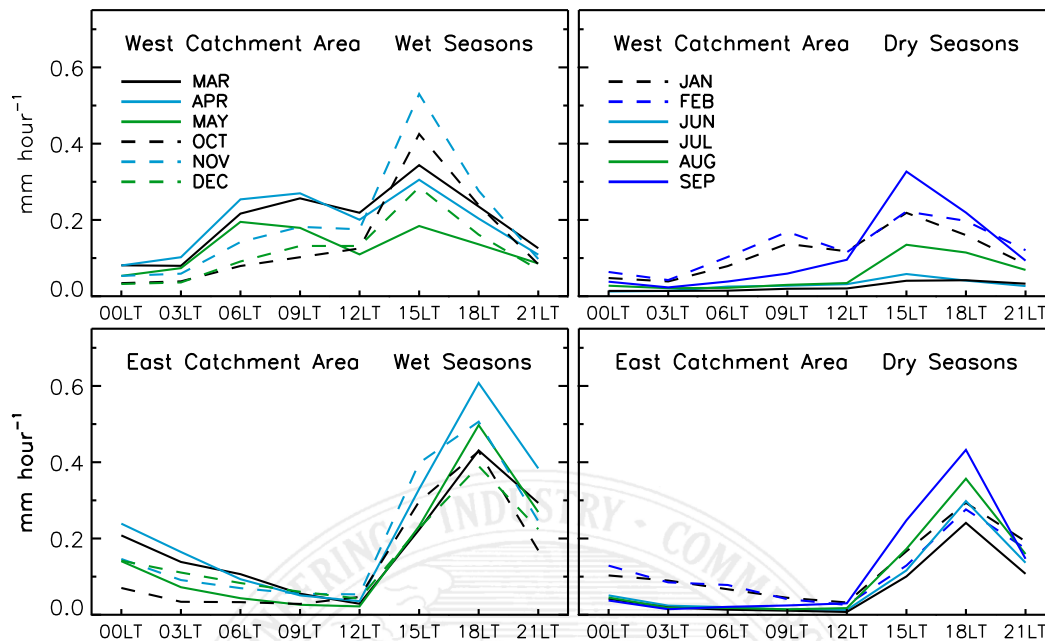 West Catchment Area Wet Seasons
MAR
APR
MAY
OCT
NOV
DEC
mm hour⁻¹
0.6
0.4
0.2
0.0
00LT 03LT 06LT 09LT 12LT 15LT 18LT 21LT
West Catchment Area Dry Seasons
JAN
FEB
JUN
JUL
AUG
SEP
00LT 03LT 06LT 09LT 12LT 15LT 18LT 21LT
East Catchment Area Wet Seasons
mm hour⁻¹
0.6
0.4
0.2
0.0
00LT 03LT 06LT 09LT 12LT 15LT 18LT 21LT
East Catchment Area Dry Seasons
00LT 03LT 06LT 09LT 12LT 15LT 18LT 21LT
NEERING · INDUSTRY · COMME